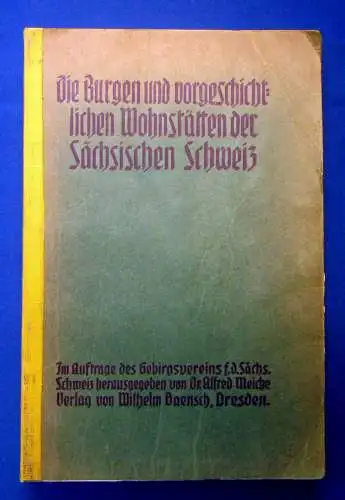 Die Burgen und vorgeschicht-
lichen Wohnstätten der
Sächsischen Schweiz
Im Auftrage des Gebirgsvereins f. d. Sächs.
Schweiz herausgegeben von Dr. Alfred Meiche
Verlag von Wilhelm Baensch, Dresden.